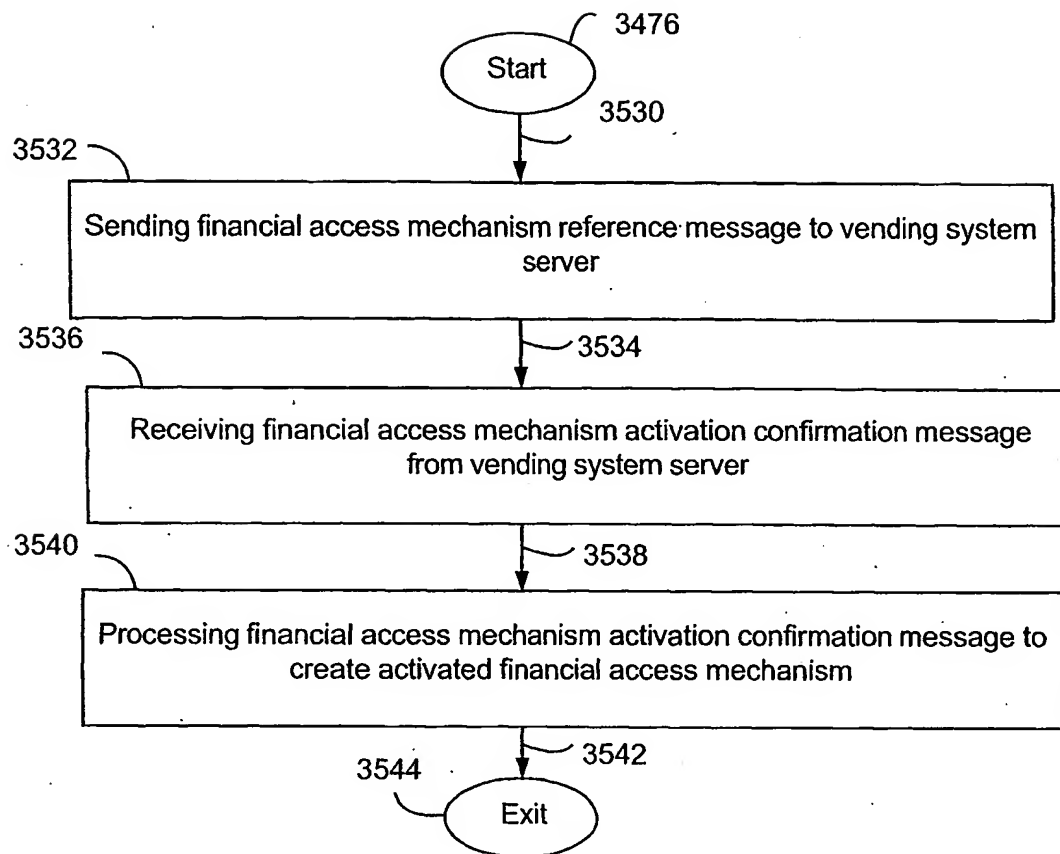 3476
Start
3530
3532
Sending financial access mechanism reference message to vending system
server
3534
3536
Receiving financial access mechanism activation confirmation message
from vending system server
3538
3540
Processing financial access mechanism activation confirmation message to
create activated financial access mechanism
3542
3544
Exit